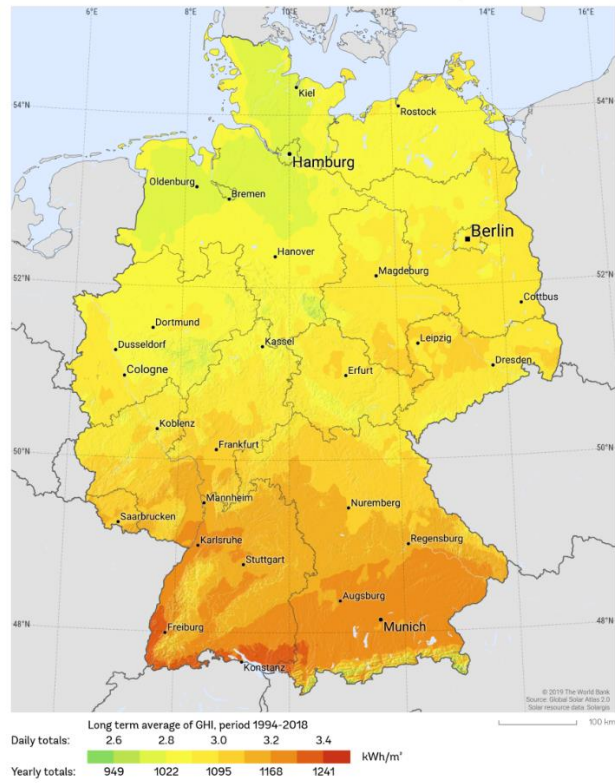 6°E 8°E 10°E 12°E 14°E
Kiel
54°N 54°N
Rostock
Hamburg
Oldenburg
Bremen
Berlin
Hanover
52°N Magdeburg 52°N
Cottbus
Dortmund
Dusseldorf Kassel Leipzig
Cologne Erfurt Dresden
Koblenz
50°N Frankfurt 50°N
Mannheim
Nuremberg
Saarbrucken
Karlsruhe Regensburg
Stuttgart
Augsburg
48°N Freiburg Munich 48°N
Konstanz
© 2019 The World Bank
Source: Global Solar Atlas 2.0
Solar resource data: Solargis
100 km
Long term average of GHI, period 1994-2018
Daily totals: 2.6 2.8 3.0 3.2 3.4
kWh/m²
Yearly totals: 949 1022 1095 1168 1241